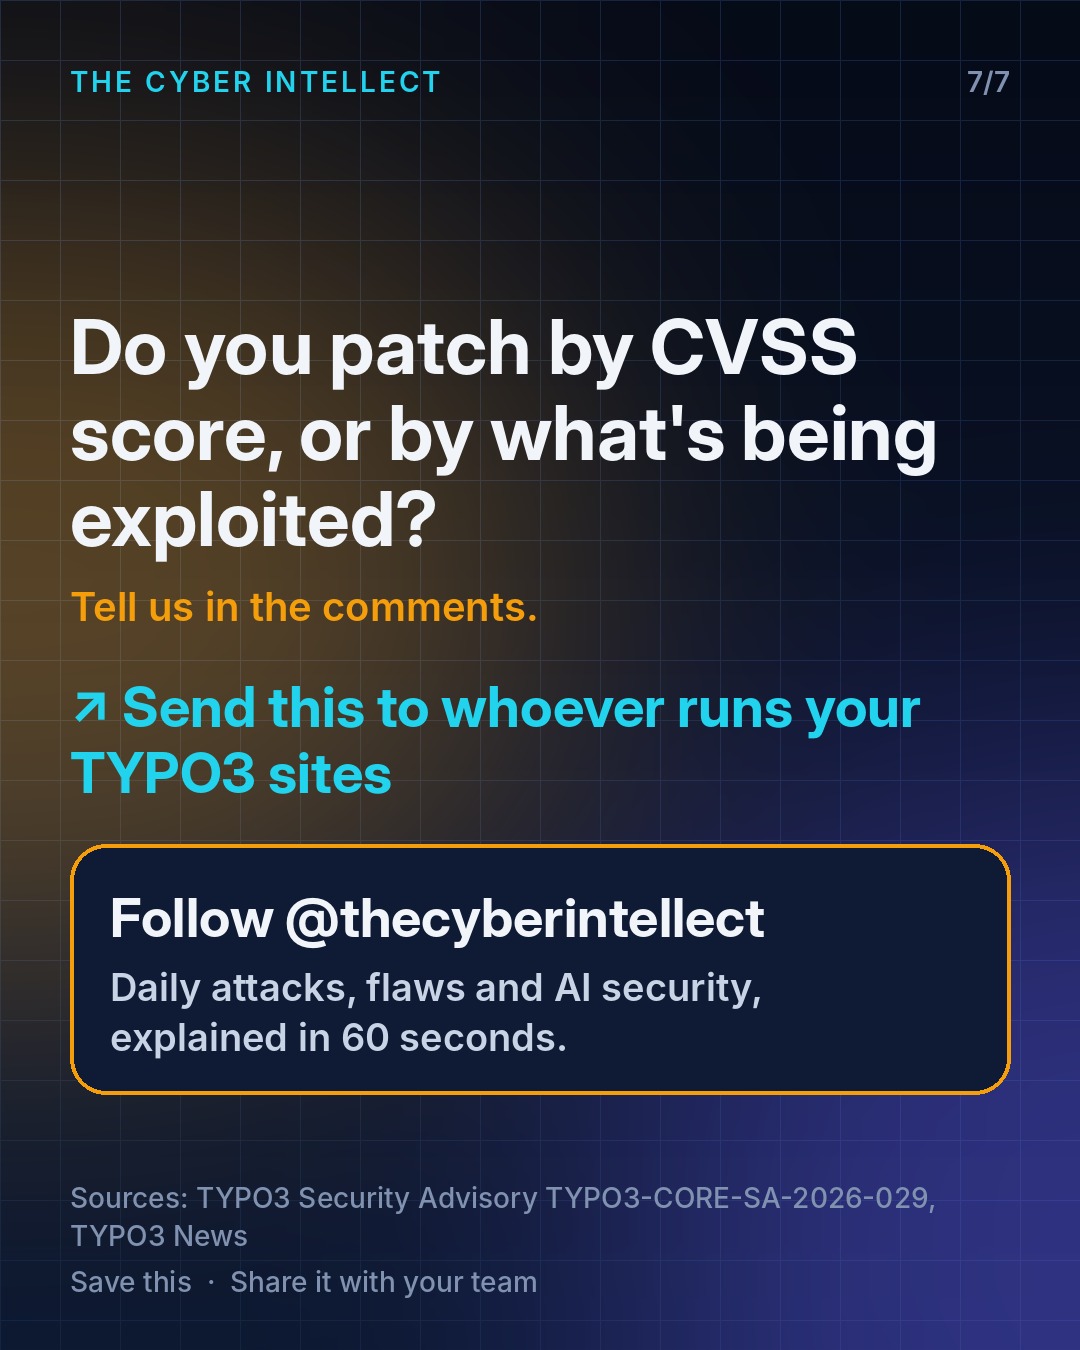 THE CYBER INTELLECT
7/7
Do you patch by CVSS
score, or by what's being
exploited?
Tell us in the comments.
↗ Send this to whoever runs your
TYPO3 sites
Follow @thecyberintellect
Daily attacks, flaws and AI security,
explained in 60 seconds.
Sources: TYPO3 Security Advisory TYPO3-CORE-SA-2026-029,
TYPO3 News
Save this · Share it with your team